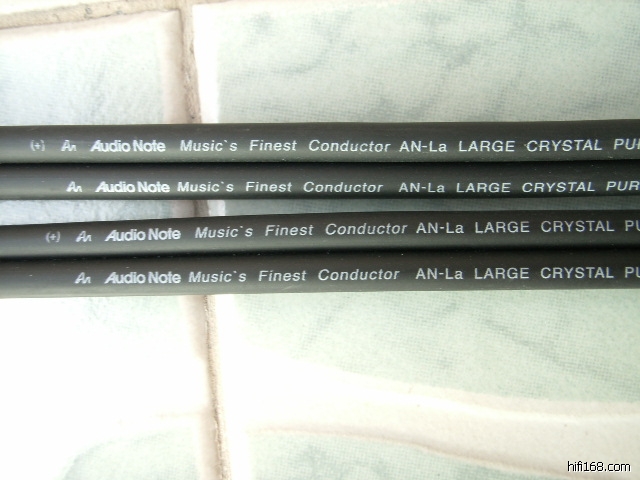 (+) An Audio Note Music`s Finest Conductor AN-La LARGE CRYSTAL PUR
An Audio Note Music`s Finest Conductor AN-La LARGE CRYSTAL PUR
(+) An Audio Note Music`s Finest Conductor AN-La LARGE CRYSTAL PU
An Audio Note Music`s Finest Conductor AN-La LARGE CRYSTAL PU
hifi168.com